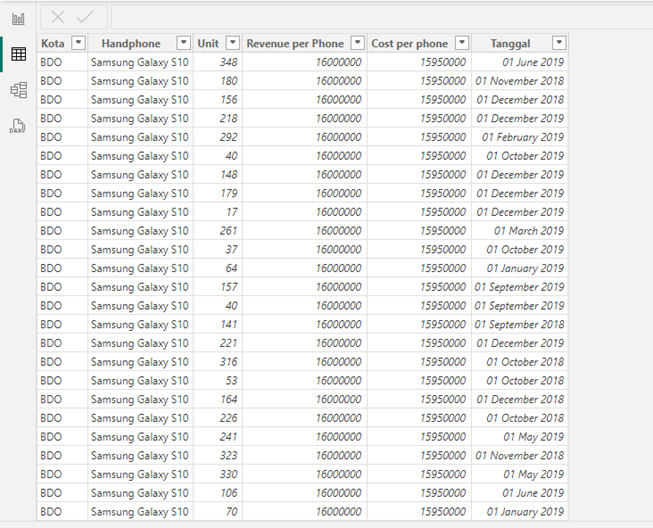 Kota Handphone Unit Revenue per Phone Cost per phone Tanggal
BDO Samsung Galaxy S10 348 16000000 15950000 01 June 2019
BDO Samsung Galaxy S10 180 16000000 15950000 01 November 2018
BDO Samsung Galaxy S10 156 16000000 15950000 01 December 2018
BDO Samsung Galaxy S10 218 16000000 15950000 01 December 2019
BDO Samsung Galaxy S10 292 16000000 15950000 01 February 2019
BDO Samsung Galaxy S10 40 16000000 15950000 01 October 2019
BDO Samsung Galaxy S10 148 16000000 15950000 01 December 2019
BDO Samsung Galaxy S10 179 16000000 15950000 01 December 2019
BDO Samsung Galaxy S10 17 16000000 15950000 01 December 2019
BDO Samsung Galaxy S10 261 16000000 15950000 01 March 2019
BDO Samsung Galaxy S10 37 16000000 15950000 01 October 2019
BDO Samsung Galaxy S10 64 16000000 15950000 01 January 2019
BDO Samsung Galaxy S10 157 16000000 15950000 01 September 2019
BDO Samsung Galaxy S10 40 16000000 15950000 01 September 2019
BDO Samsung Galaxy S10 141 16000000 15950000 01 September 2018
BDO Samsung Galaxy S10 221 16000000 15950000 01 December 2019
BDO Samsung Galaxy S10 316 16000000 15950000 01 October 2018
BDO Samsung Galaxy S10 53 16000000 15950000 01 October 2018
BDO Samsung Galaxy S10 164 16000000 15950000 01 December 2018
BDO Samsung Galaxy S10 226 16000000 15950000 01 October 2018
BDO Samsung Galaxy S10 241 16000000 15950000 01 May 2019
BDO Samsung Galaxy S10 323 16000000 15950000 01 November 2018
BDO Samsung Galaxy S10 330 16000000 15950000 01 May 2019
BDO Samsung Galaxy S10 106 16000000 15950000 01 June 2019
BDO Samsung Galaxy S10 70 16000000 15950000 01 January 2019
DAX